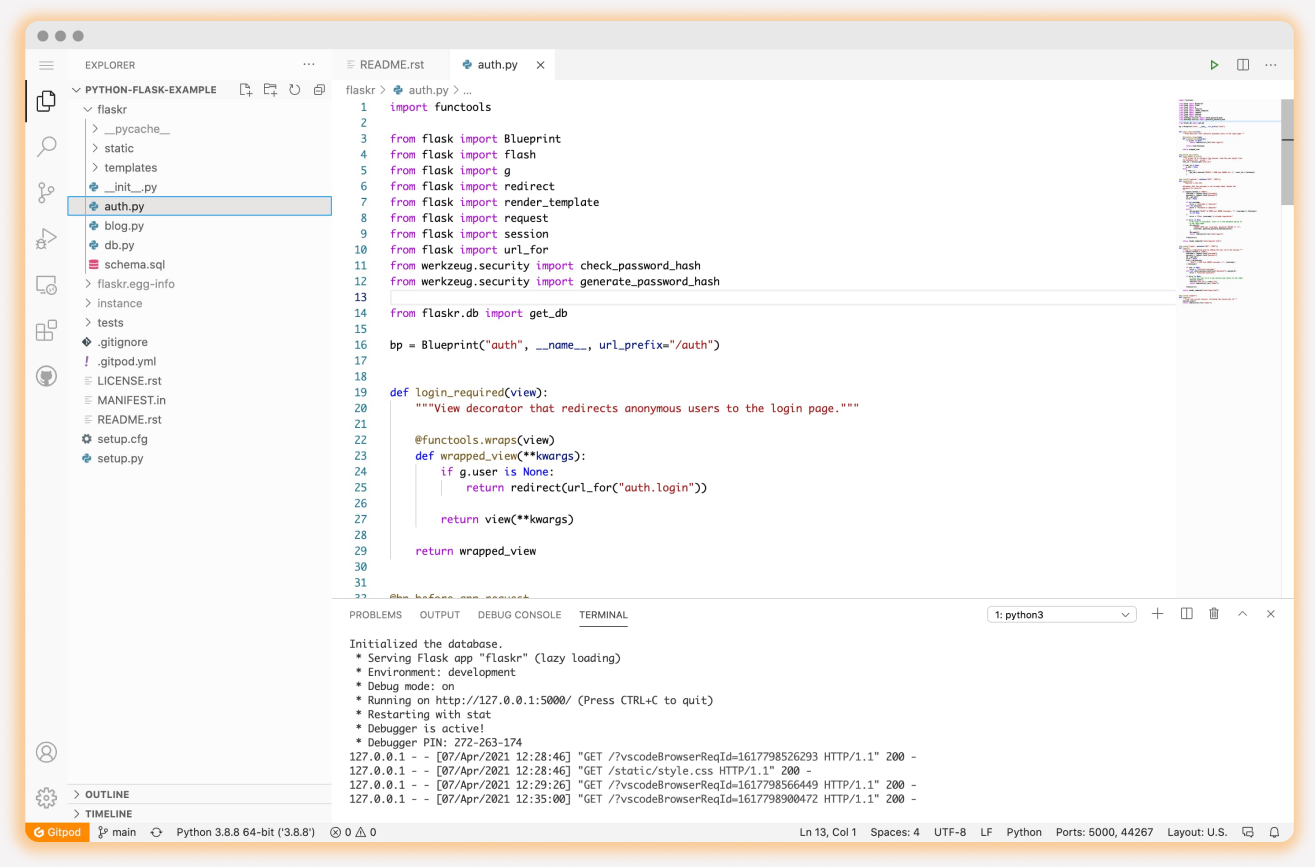 EXPLORER
PYTHON-FLASK-EXAMPLE
flaskr
__pycache__
static
templates
__init__.py
auth.py
blog.py
db.py
schema.sql
flaskr.egg-info
instance
tests
.gitignore
.gitpod.yml
LICENSE.rst
MANIFEST.in
README.rst
setup.cfg
setup.py
OUTLINE
TIMELINE
README.rst
auth.py
flaskr > auth.py > ...
1 import functools
2
3 from flask import Blueprint
4 from flask import flash
5 from flask import g
6 from flask import redirect
7 from flask import render_template
8 from flask import request
9 from flask import session
10 from flask import url_for
11 from werkzeug.security import check_password_hash
12 from werkzeug.security import generate_password_hash
13
14 from flaskr.db import get_db
15
16 bp = Blueprint("auth", __name__, url_prefix="/auth")
17
18
19 def login_required(view):
20 """View decorator that redirects anonymous users to the login page."""
21
22 @functools.wraps(view)
23 def wrapped_view(**kwargs):
24 if g.user is None:
25 return redirect(url_for("auth.login"))
26
27 return view(**kwargs)
28
29 return wrapped_view
30
31
32 @bp.before_app_request
PROBLEMS OUTPUT DEBUG CONSOLE TERMINAL
1: python3
Initialized the database.
* Serving Flask app "flaskr" (lazy loading)
* Environment: development
* Debug mode: on
* Running on http://127.0.0.1:5000/ (Press CTRL+C to quit)
* Restarting with stat
* Debugger is active!
* Debugger PIN: 272-263-174
127.0.0.1 - - [07/Apr/2021 12:28:46] "GET /?vscodeBrowserReqId=1617798526293 HTTP/1.1" 200 -
127.0.0.1 - - [07/Apr/2021 12:28:46] "GET /static/style.css HTTP/1.1" 200 -
127.0.0.1 - - [07/Apr/2021 12:29:26] "GET /?vscodeBrowserReqId=1617798566449 HTTP/1.1" 200 -
127.0.0.1 - - [07/Apr/2021 12:35:00] "GET /?vscodeBrowserReqId=1617798900472 HTTP/1.1" 200 -
Gitpod main Python 3.8.8 64-bit ('3.8.8') 0 0 Ln 13, Col 1 Spaces: 4 UTF-8 LF Python Ports: 5000, 44267 Layout: U.S.